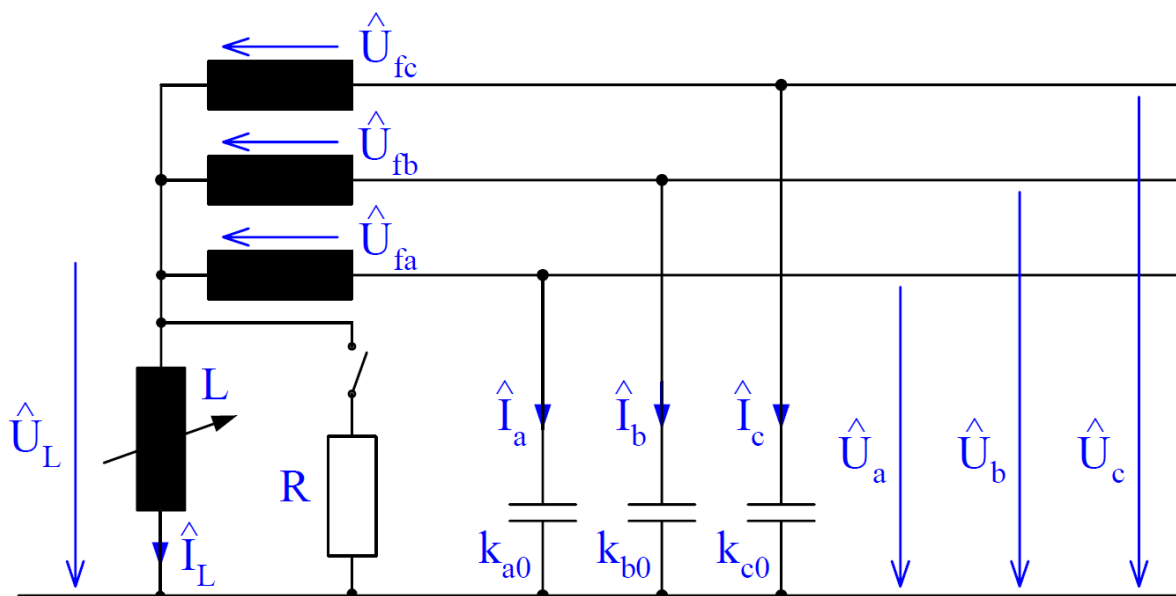 Û_fc
Û_fb
Û_fa
L
Û_L
R
Î_L
Î_a
Î_b
Î_c
k_a0
k_b0
k_c0
Û_a
Û_b
Û_c